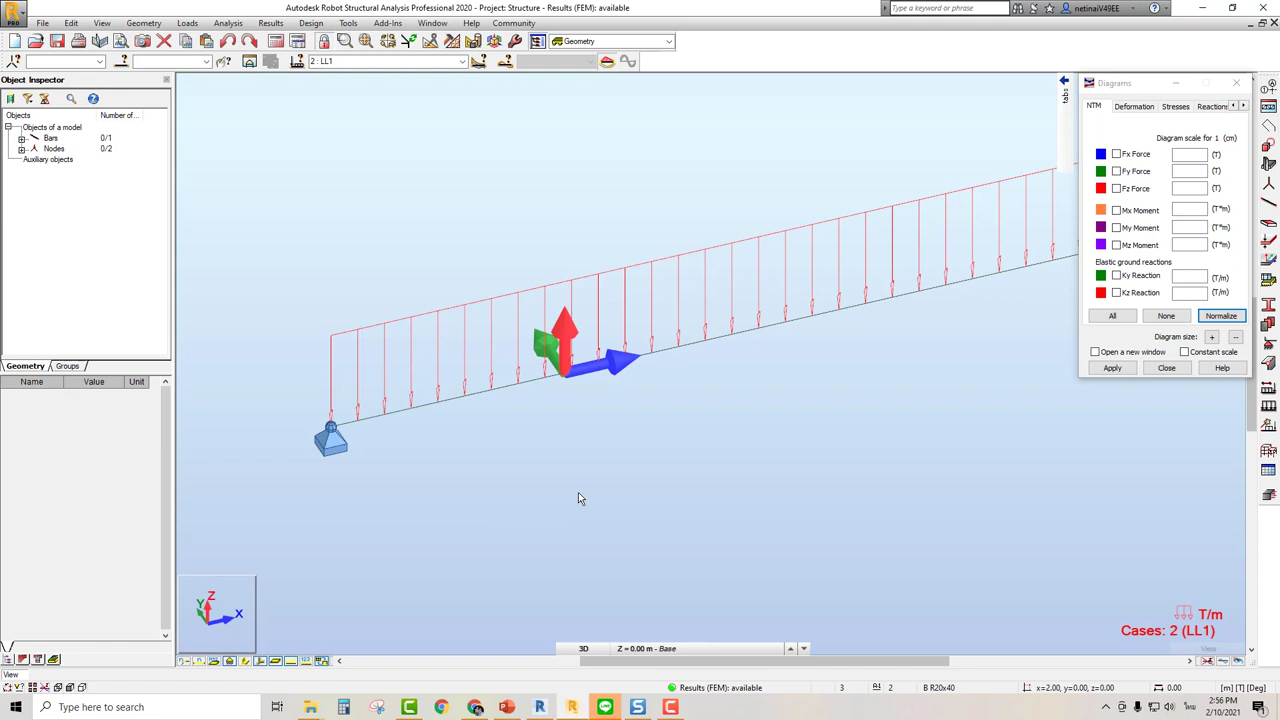 Autodesk Robot Structural Analysis Professional 2020 - Project: Structure - Results (FEM): available
Type a keyword or phrase
netinaiV49EE
PRO
File Edit View Geometry Loads Analysis Results Design Tools Add-Ins Window Help Community
Geometry
2 : LL1
Object Inspector
Objects Number of...
Objects of a model
Bars 0/1
Nodes 0/2
Auxiliary objects
Geometry Groups
Name Value Unit
tabs
Diagrams
NTM Deformation Stresses Reactions
Diagram scale for 1 (cm)
Fx Force (T)
Fy Force (T)
Fz Force (T)
Mx Moment (T*m)
My Moment (T*m)
Mz Moment (T*m)
Elastic ground reactions
Ky Reaction (T/m)
Kz Reaction (T/m)
All None Normalize
Diagram size: + --
Open a new window Constant scale
Apply Close Help
Z
Y
X
T/m
Cases: 2 (LL1)
3D Z = 0.00 m - Base
View
View
Results (FEM): available 3 2 B R20x40 x=2.00, y=0.00, z=0.00 0.00 [m] [T] [Deg]
Type here to search
2:56 PM
2/10/2021